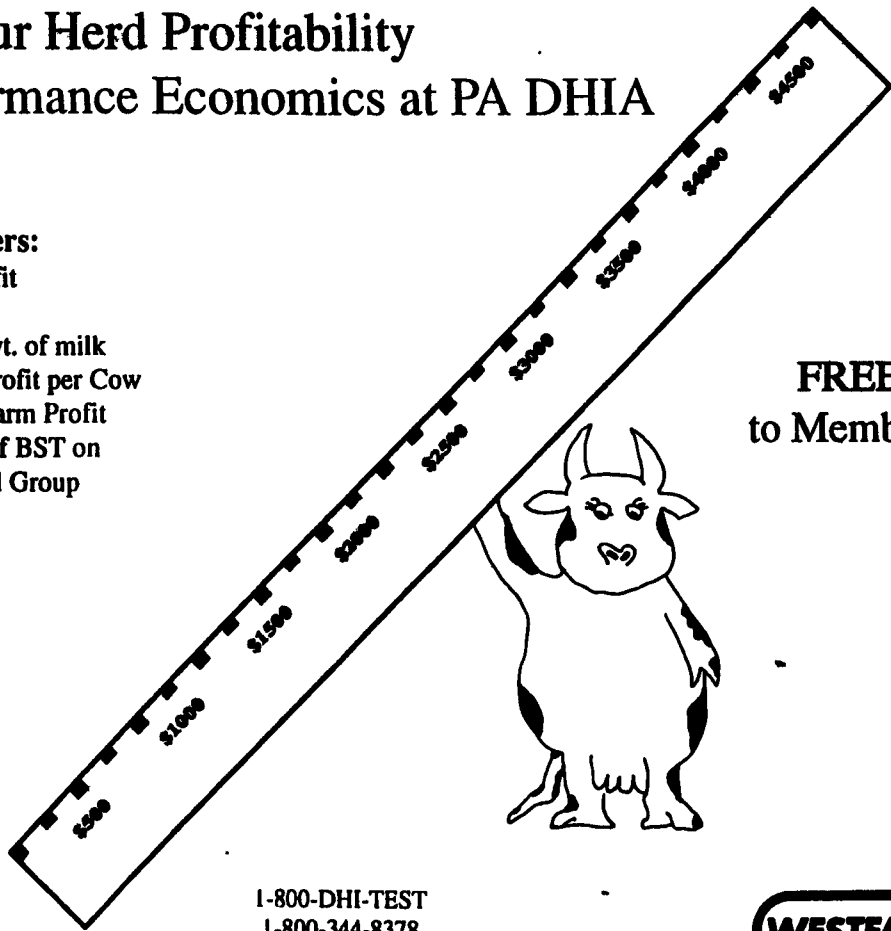 ur Herd Profitability
rmance Economics at PA DHIA
ers:
fit
vt. of milk
rofit per Cow
arm Profit
f BST on
l Group
FREE
to Memb
$4500
$4000
$3500
$3000
$2500
$2000
$1500
$1000
$500
1-800-DHI-TEST
1-800-344-8378
WESTFA